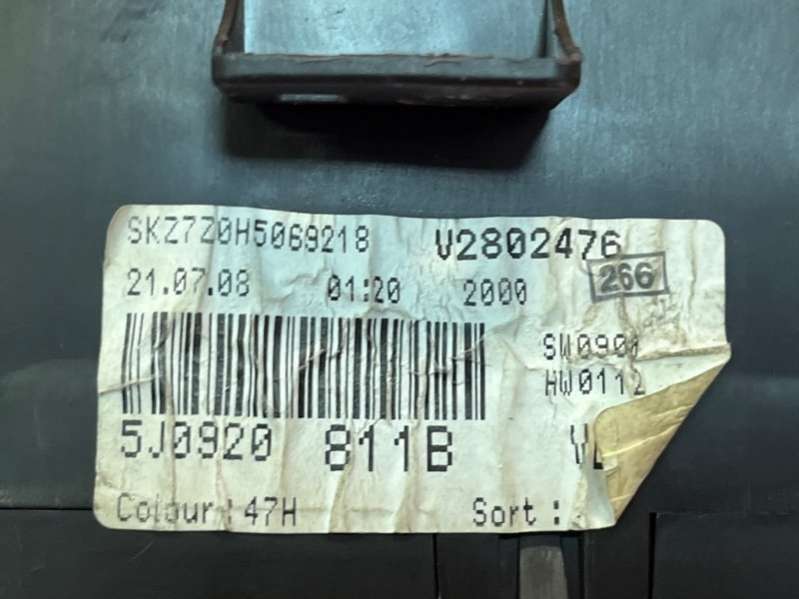 SKZ7Z0H5069218 V2802476
21.07.08 01:20 2000 266
SW0901
HW0112
5J0920 811B
Colour: 47H Sort :